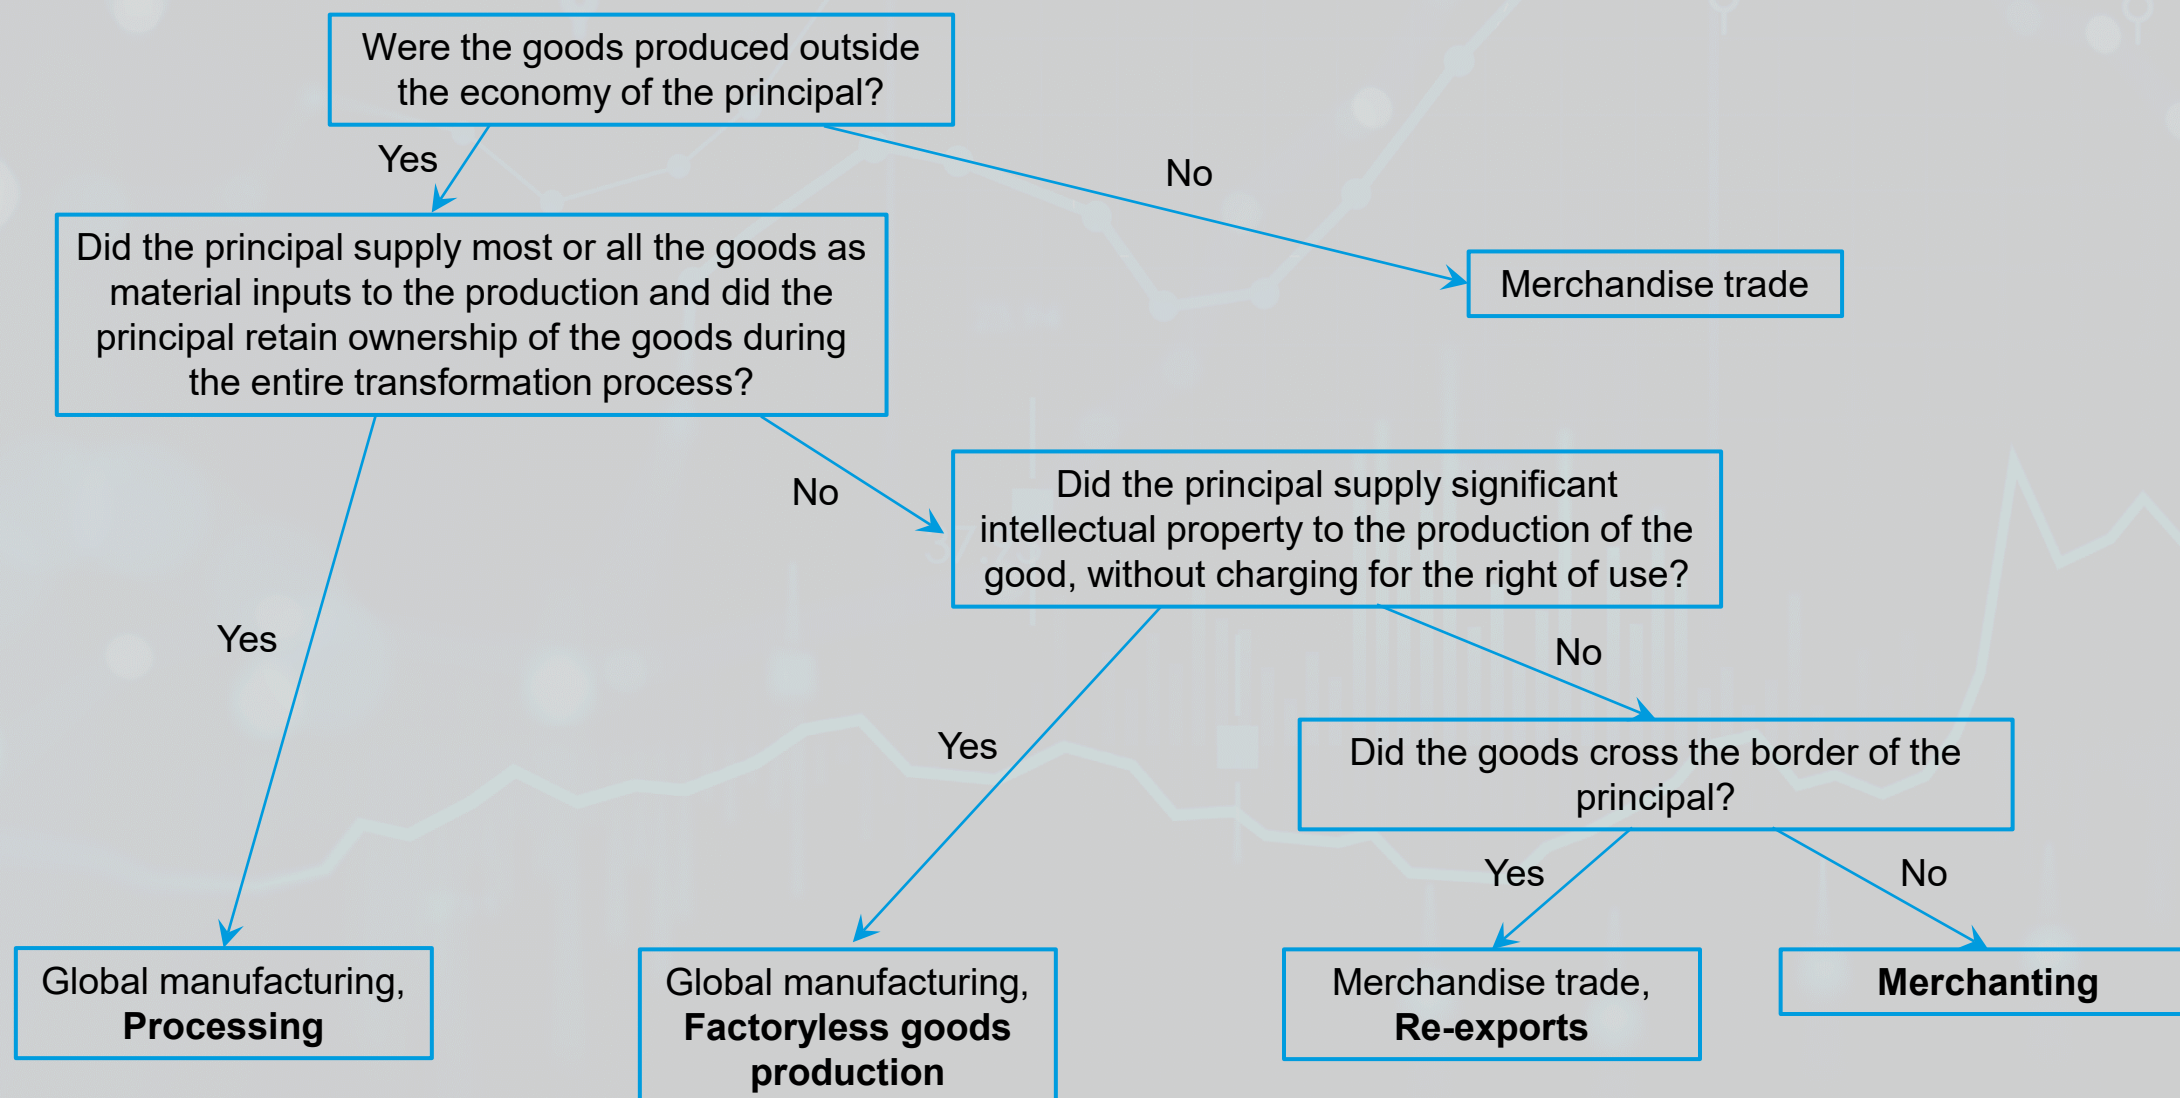 Were the goods produced outside
the economy of the principal?
Yes
No
Did the principal supply most or all the goods as
material inputs to the production and did the
principal retain ownership of the goods during
the entire transformation process?
Merchandise trade
No
Did the principal supply significant
intellectual property to the production of the
good, without charging for the right of use?
Yes
No
Yes
Did the goods cross the border of the
principal?
Yes
No
Global manufacturing,
Processing
Global manufacturing,
Factoryless goods
production
Merchandise trade,
Re-exports
Merchanting